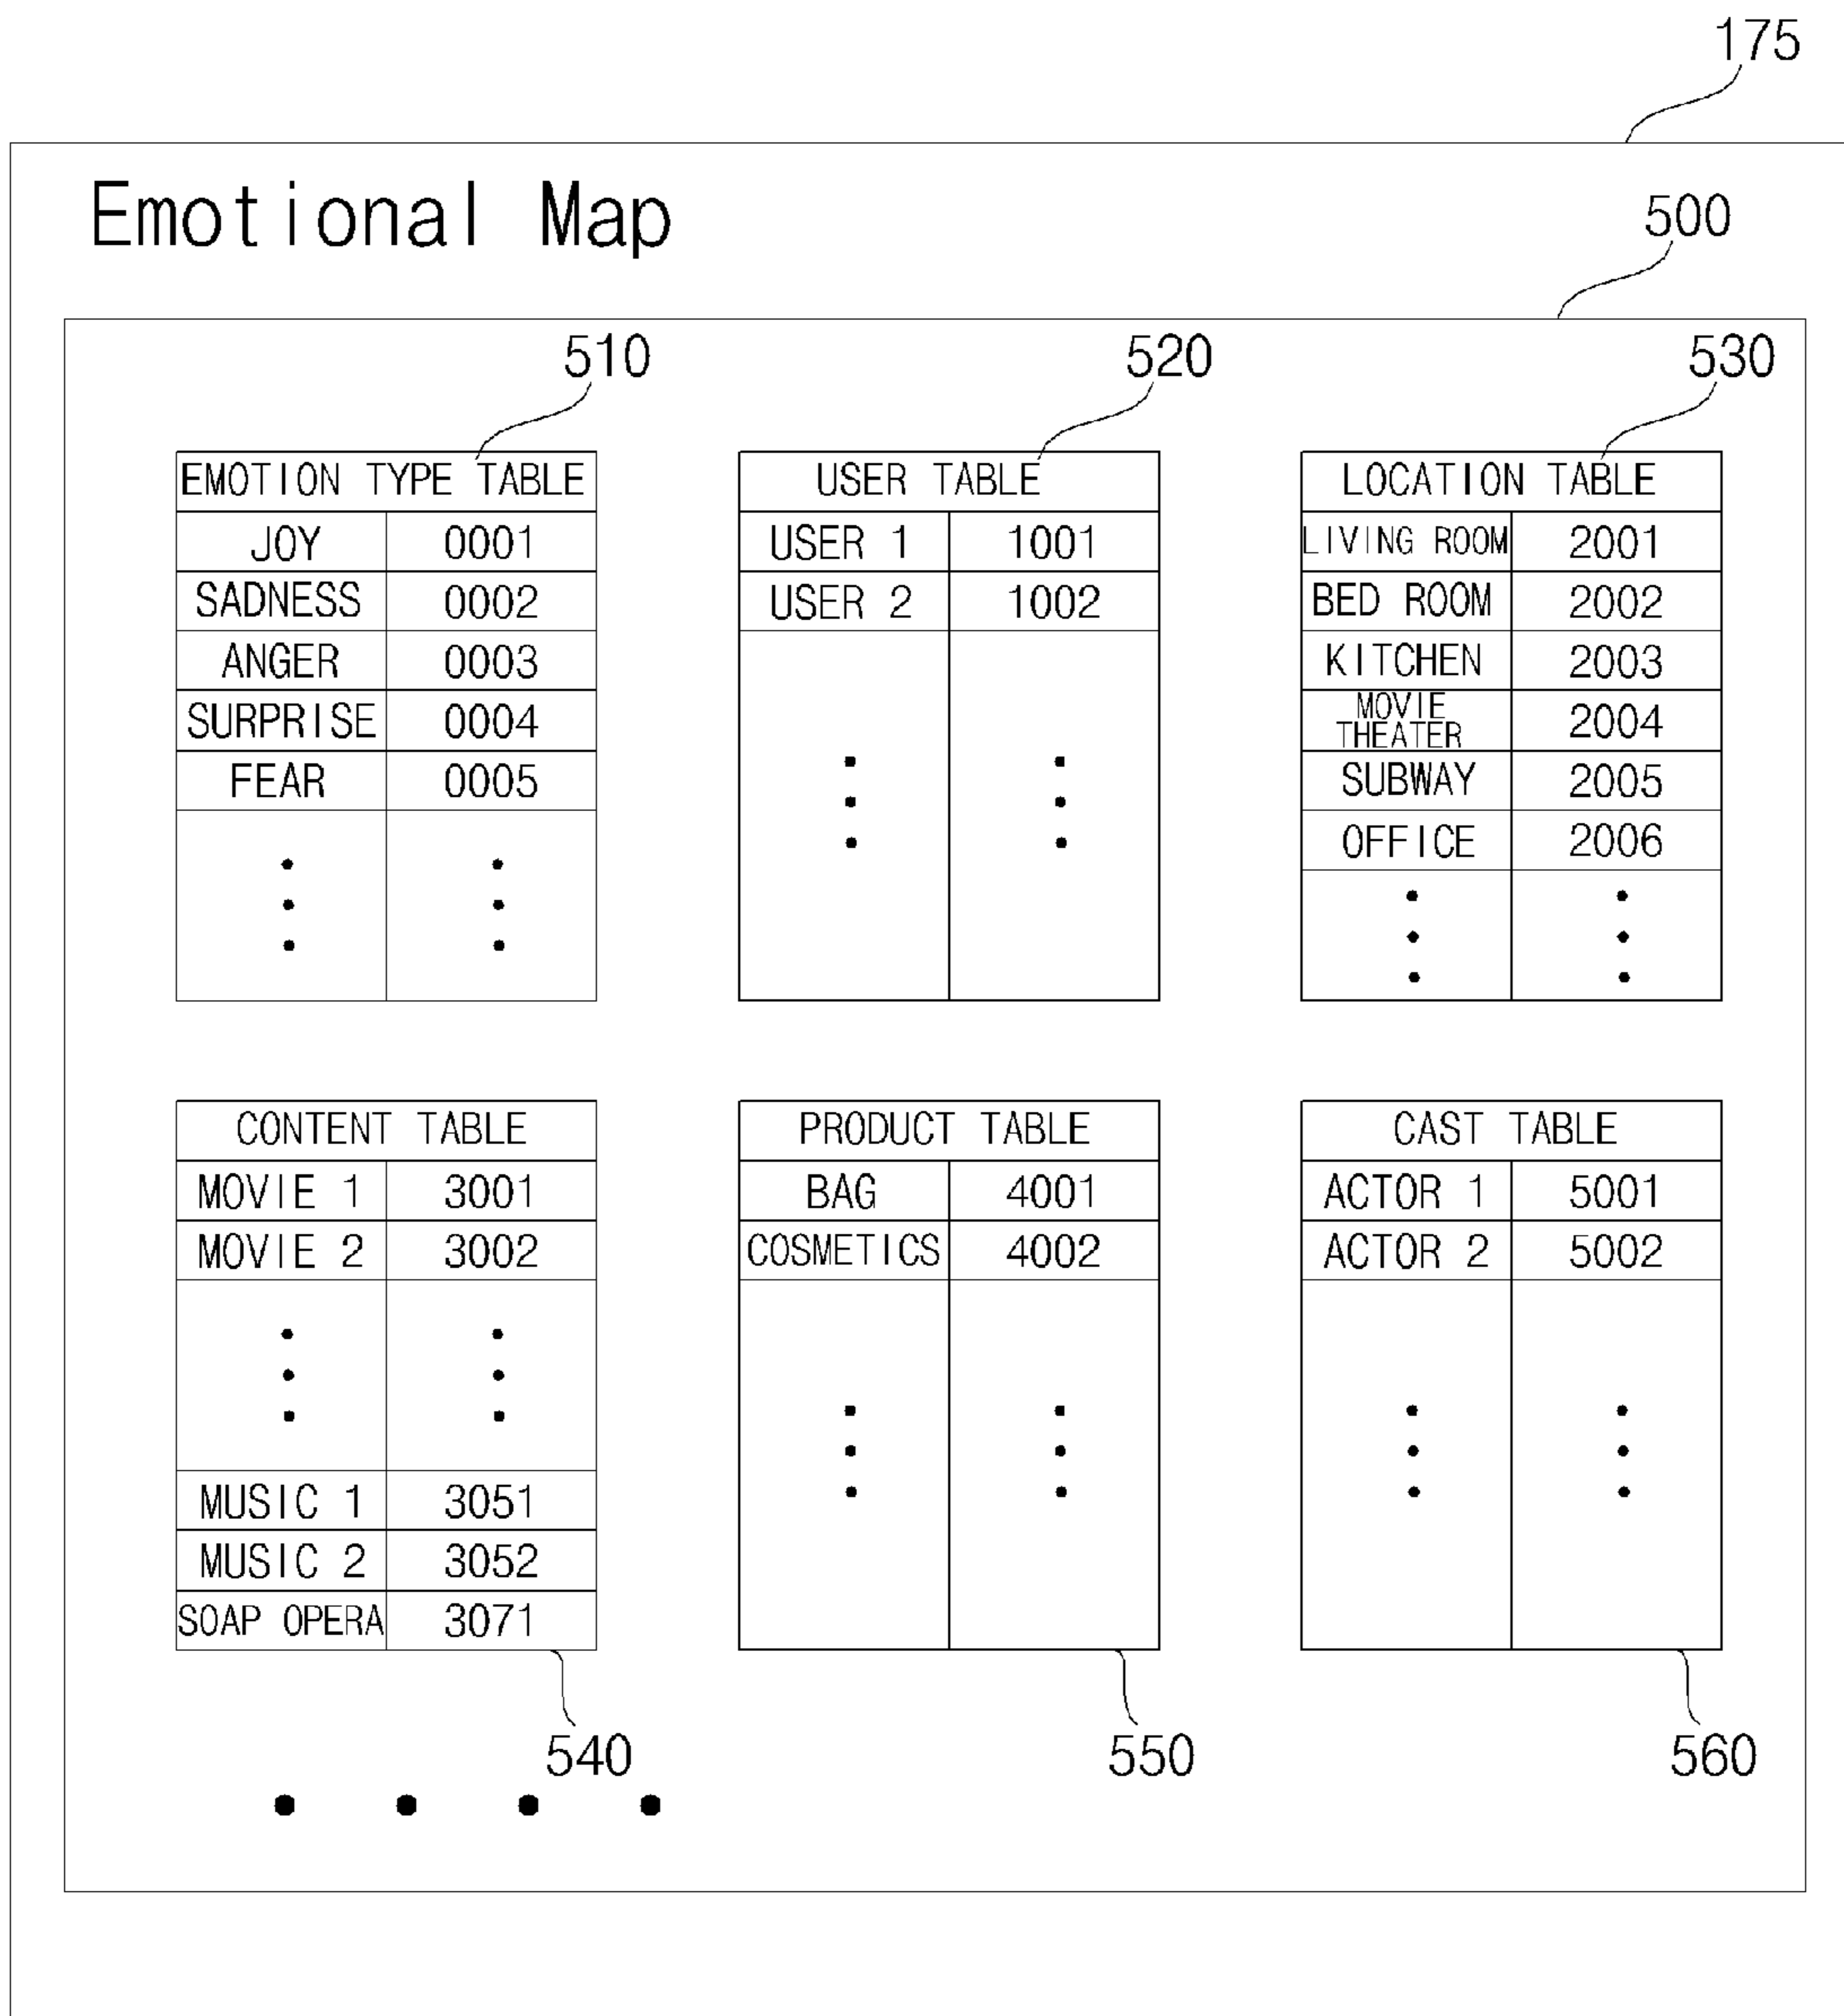 175
Emotional Map
500
510
520
530
EMOTION TYPE TABLE
JOY 0001
SADNESS 0002
ANGER 0003
SURPRISE 0004
FEAR 0005
USER TABLE
USER 1 1001
USER 2 1002
LOCATION TABLE
LIVING ROOM 2001
BED ROOM 2002
KITCHEN 2003
MOVIE
THEATER 2004
SUBWAY 2005
OFFICE 2006
CONTENT TABLE
MOVIE 1 3001
MOVIE 2 3002
MUSIC 1 3051
MUSIC 2 3052
SOAP OPERA 3071
PRODUCT TABLE
BAG 4001
COSMETICS 4002
CAST TABLE
ACTOR 1 5001
ACTOR 2 5002
540
550
560